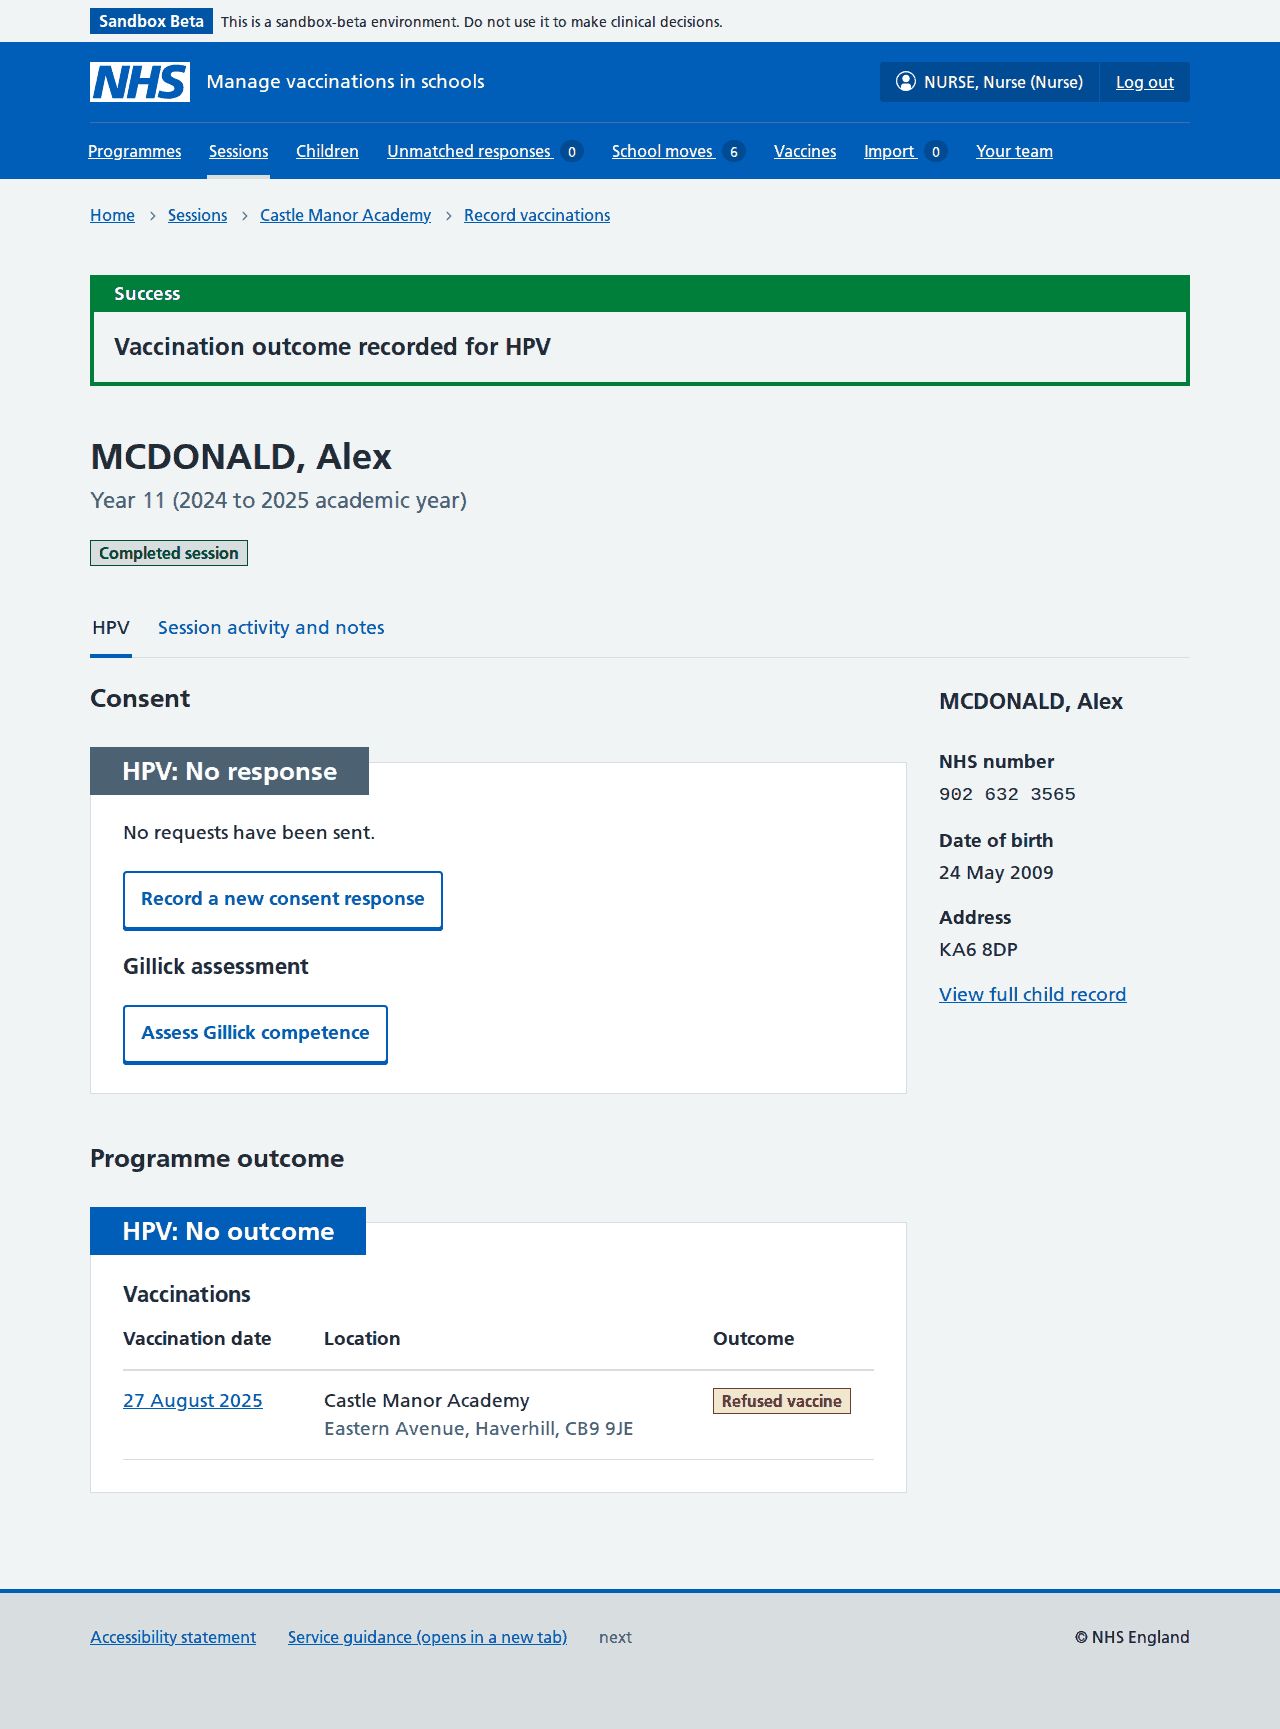 Sandbox Beta This is a sandbox-beta environment. Do not use it to make clinical decisions.
NHS Manage vaccinations in schools NURSE, Nurse (Nurse) Log out
Programmes Sessions Children Unmatched responses 0 School moves 6 Vaccines Import 0 Your team
Home Sessions Castle Manor Academy Record vaccinations
Success
Vaccination outcome recorded for HPV
MCDONALD, Alex
Year 11 (2024 to 2025 academic year)
Completed session
HPV Session activity and notes
Consent
HPV: No response
No requests have been sent.
Record a new consent response
Gillick assessment
Assess Gillick competence
MCDONALD, Alex
NHS number
902 632 3565
Date of birth
24 May 2009
Address
KA6 8DP
View full child record
Programme outcome
HPV: No outcome
Vaccinations
Vaccination date Location Outcome
27 August 2025 Castle Manor Academy Refused vaccine
Eastern Avenue, Haverhill, CB9 9JE
Accessibility statement Service guidance (opens in a new tab) next © NHS England